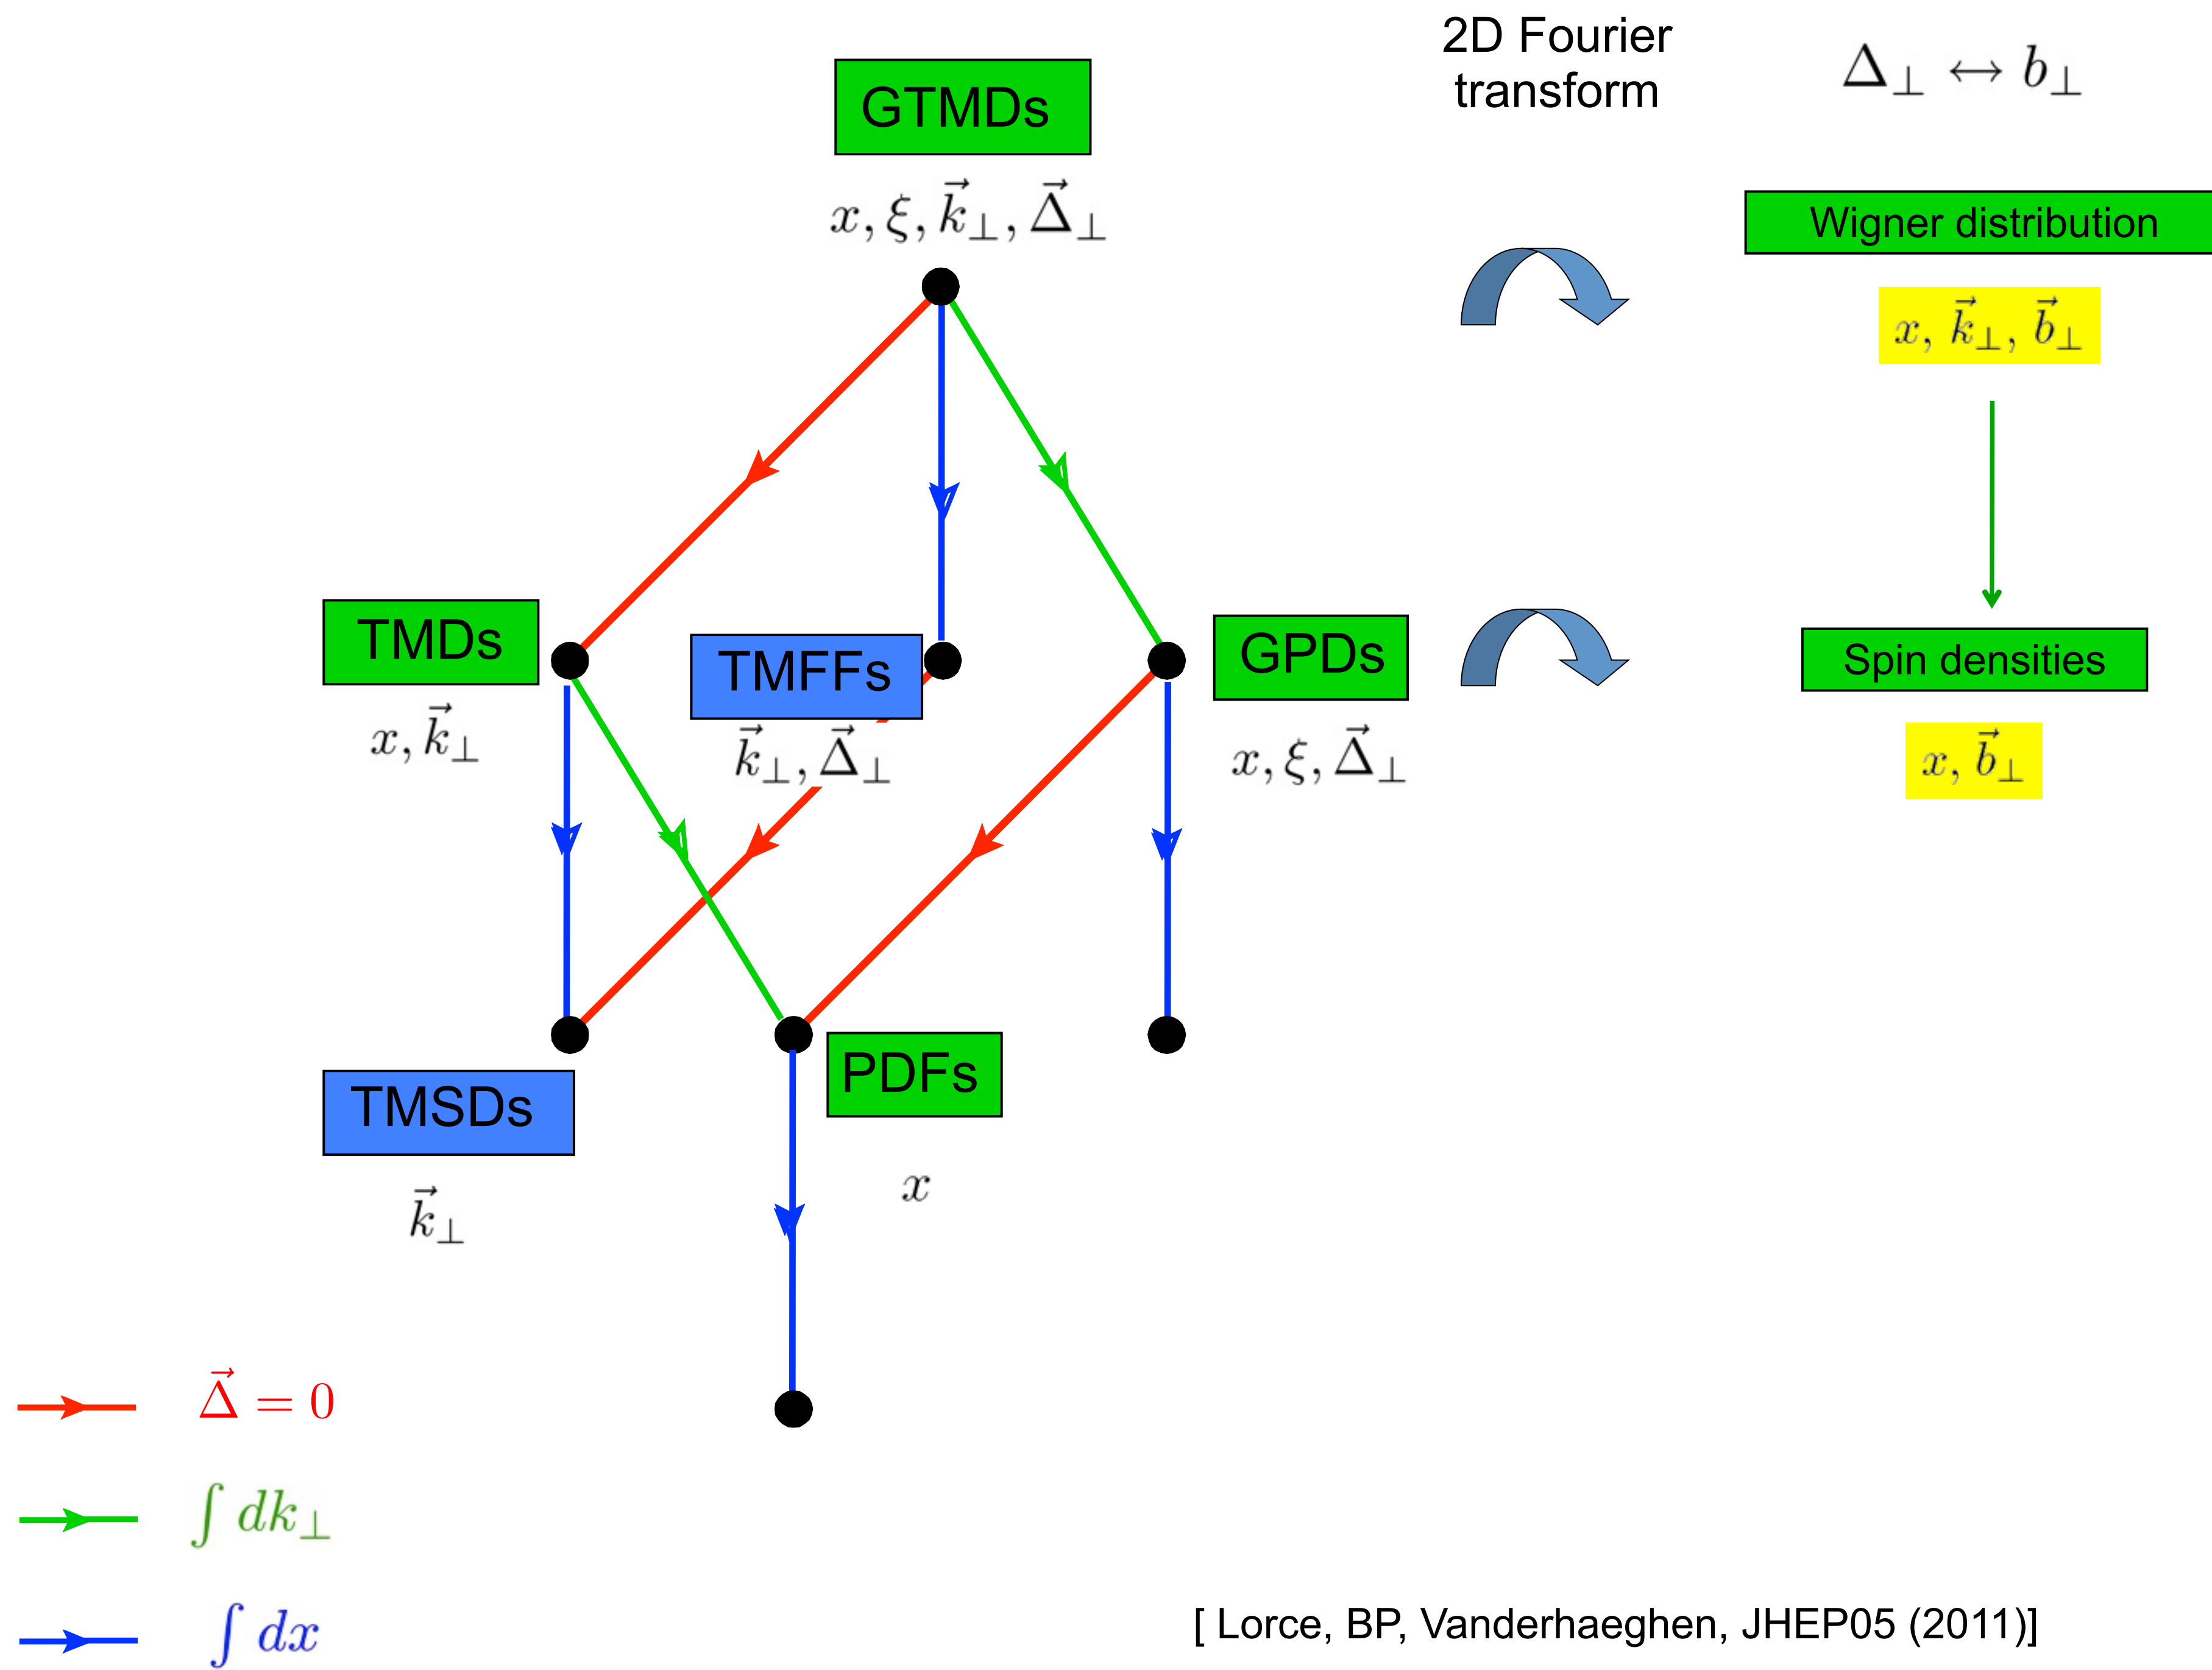 2D Fourier
transform
Δ⊥ ↔ b⊥
GTMDs
x, ξ, k⃗⊥, Δ⃗⊥
Wigner distribution
x, k⃗⊥, b⃗⊥
TMDs
x, k⃗⊥
TMFFs
k⃗⊥, Δ⃗⊥
GPDs
x, ξ, Δ⃗⊥
Spin densities
x, b⃗⊥
TMSDs
k⃗⊥
PDFs
x
Δ⃗ = 0
∫ dk⊥
∫ dx
[ Lorce, BP, Vanderhaeghen, JHEP05 (2011)]